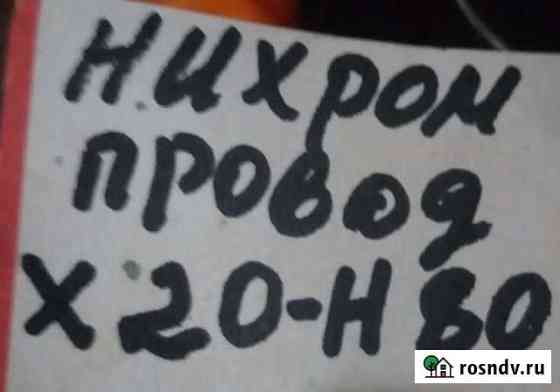 нихром
провод
х20-н80
rosndv.ru